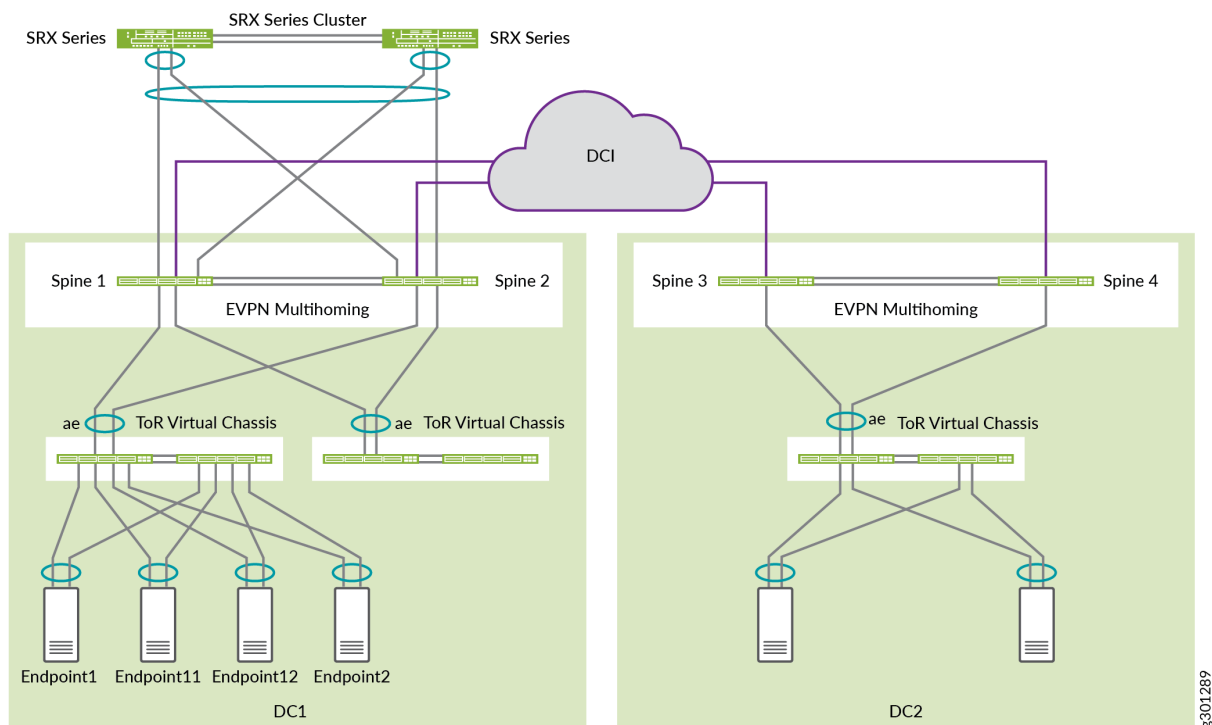 SRX Series Cluster
SRX Series
SRX Series
DCI
Spine 1
Spine 2
EVPN Multihoming
Spine 3
Spine 4
EVPN Multihoming
ae
ToR Virtual Chassis
ae
ToR Virtual Chassis
ae
ToR Virtual Chassis
Endpoint1
Endpoint11
Endpoint12
Endpoint2
DC1
DC2
g301289